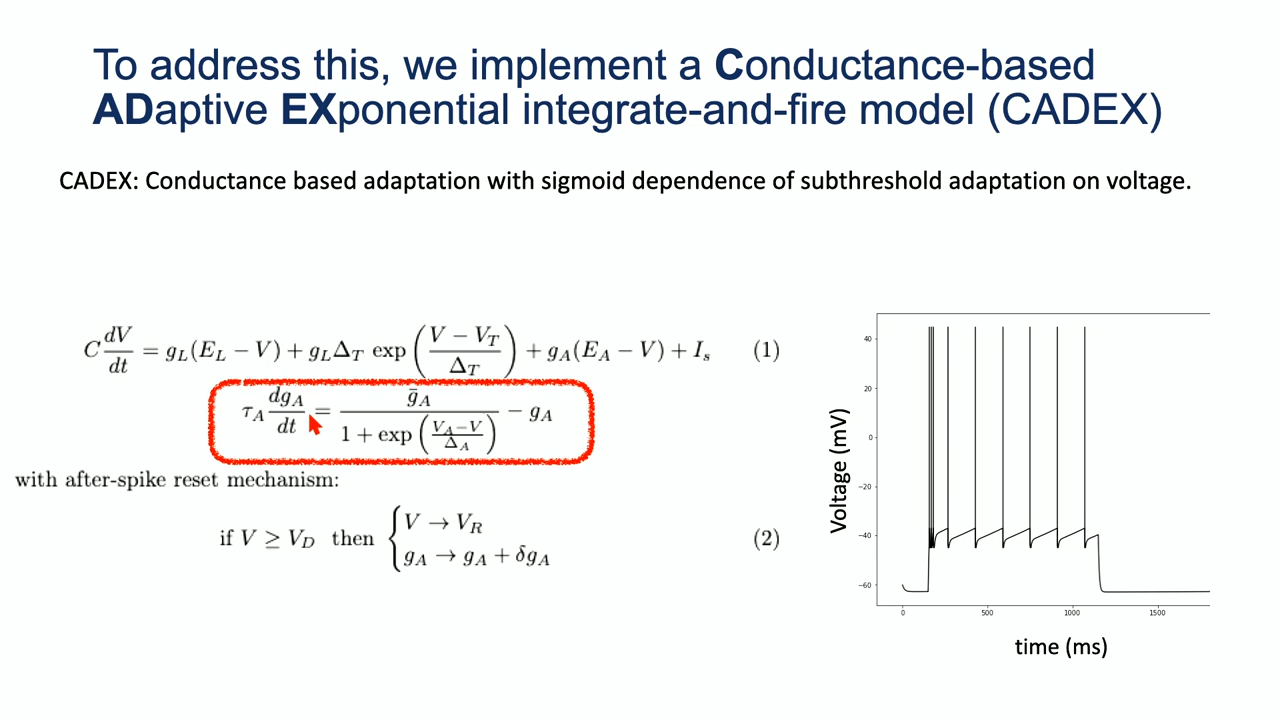 To address this, we implement a Conductance-based
ADaptive EXponential integrate-and-fire model (CADEX)
CADEX: Conductance based adaptation with sigmoid dependence of subthreshold adaptation on voltage.
C dV/dt = g_L(E_L − V) + g_LΔ_T exp((V − V_T)/Δ_T) + g_A(E_A − V) + I_s (1)
τ_A dg_A/dt = ḡ_A/(1 + exp((V_A−V)/Δ_A)) − g_A
with after-spike reset mechanism:
if V ≥ V_D then { V → V_R
g_A → g_A + δg_A (2)
Voltage (mV)
40
20
0
−20
−40
−60
0 500 1000 1500
time (ms)